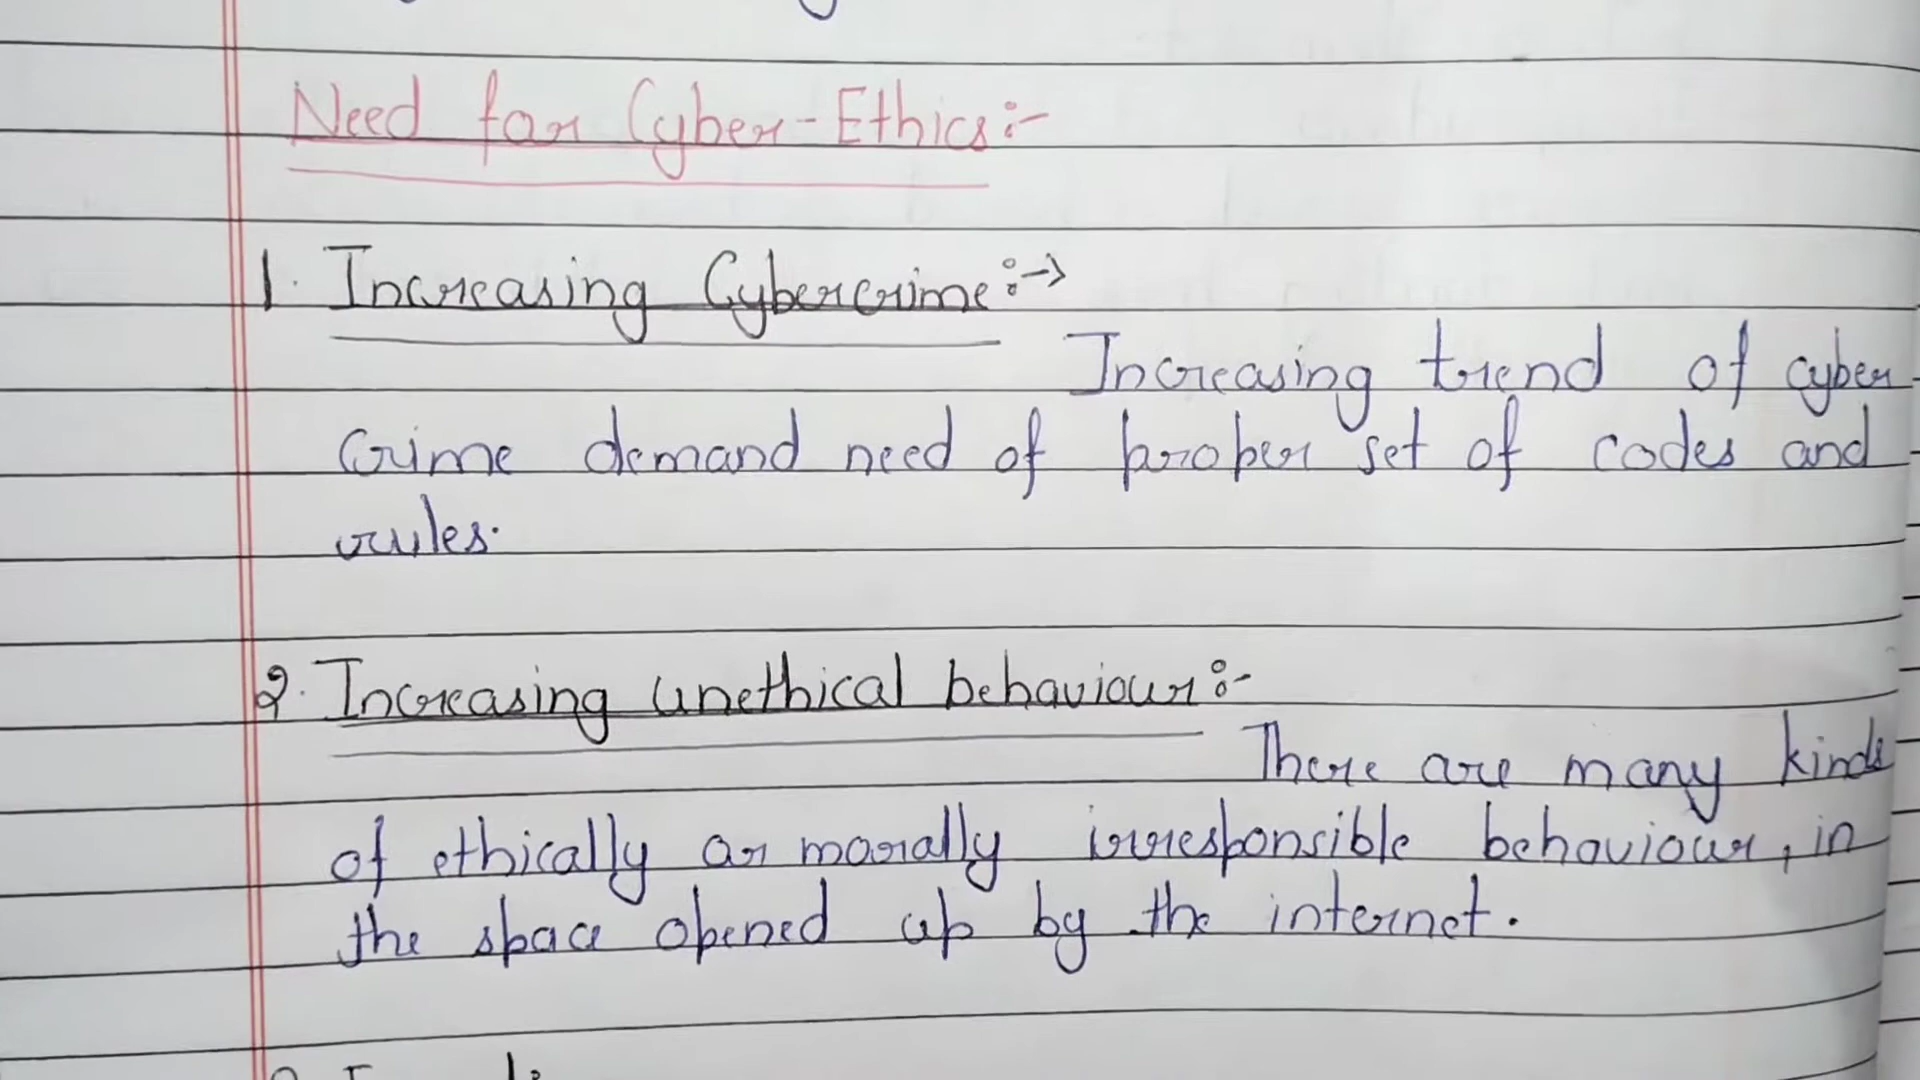 Need for Cyber-Ethics:-
1. Increasing Cybercrime:->
Increasing trend of cyber
crime demand need of proper set of codes and
rules.
2. Increasing unethical behaviour:-
There are many kinds
of ethically or morally irresponsible behaviour, in
the space opened up by the internet.